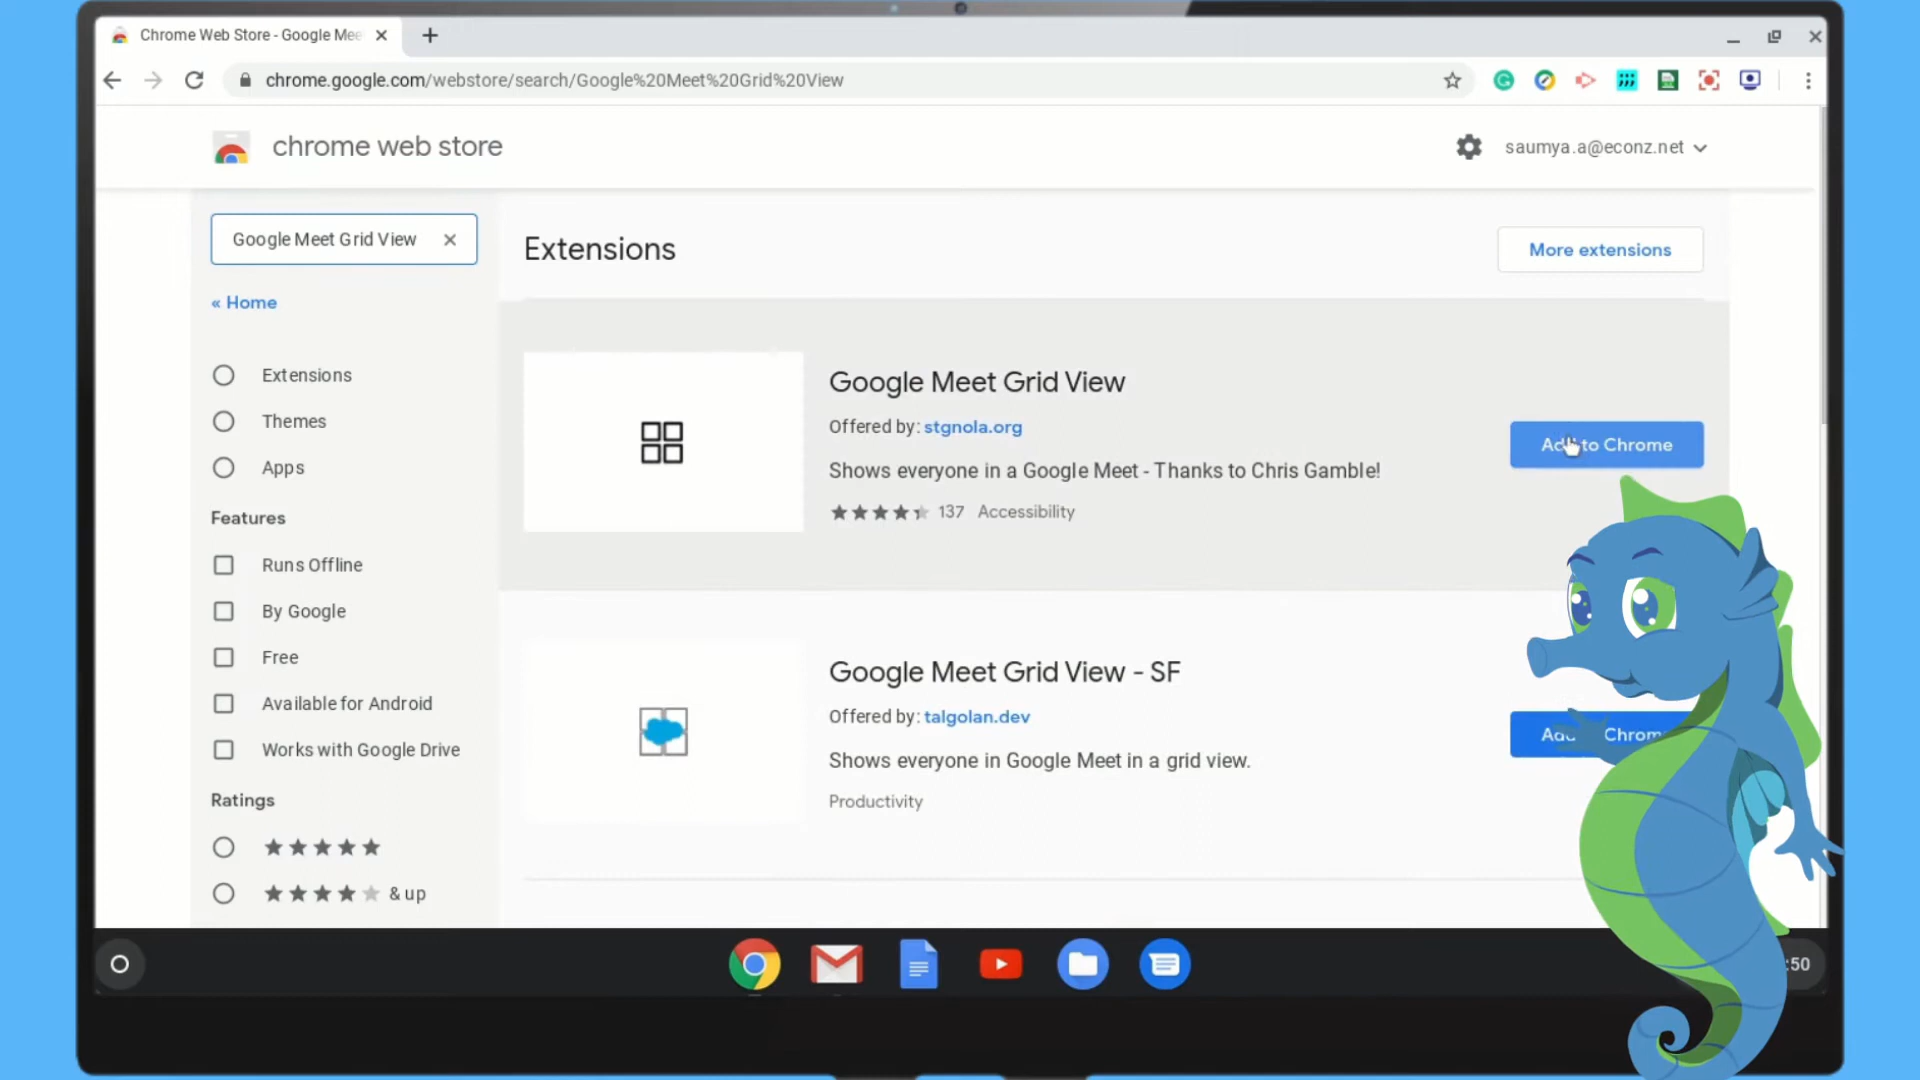 Chrome Web Store - Google Mee
chrome.google.com/webstore/search/Google%20Meet%20Grid%20View
chrome web store
saumya.a@econz.net
Google Meet Grid View
Extensions
More extensions
« Home
Extensions
Themes
Apps
Features
Runs Offline
By Google
Free
Available for Android
Works with Google Drive
Ratings
& up
Google Meet Grid View
Offered by: stgnola.org
Shows everyone in a Google Meet - Thanks to Chris Gamble!
137 Accessibility
Add to Chrome
Google Meet Grid View - SF
Offered by: talgolan.dev
Shows everyone in Google Meet in a grid view.
Productivity
Add Chrome
:50